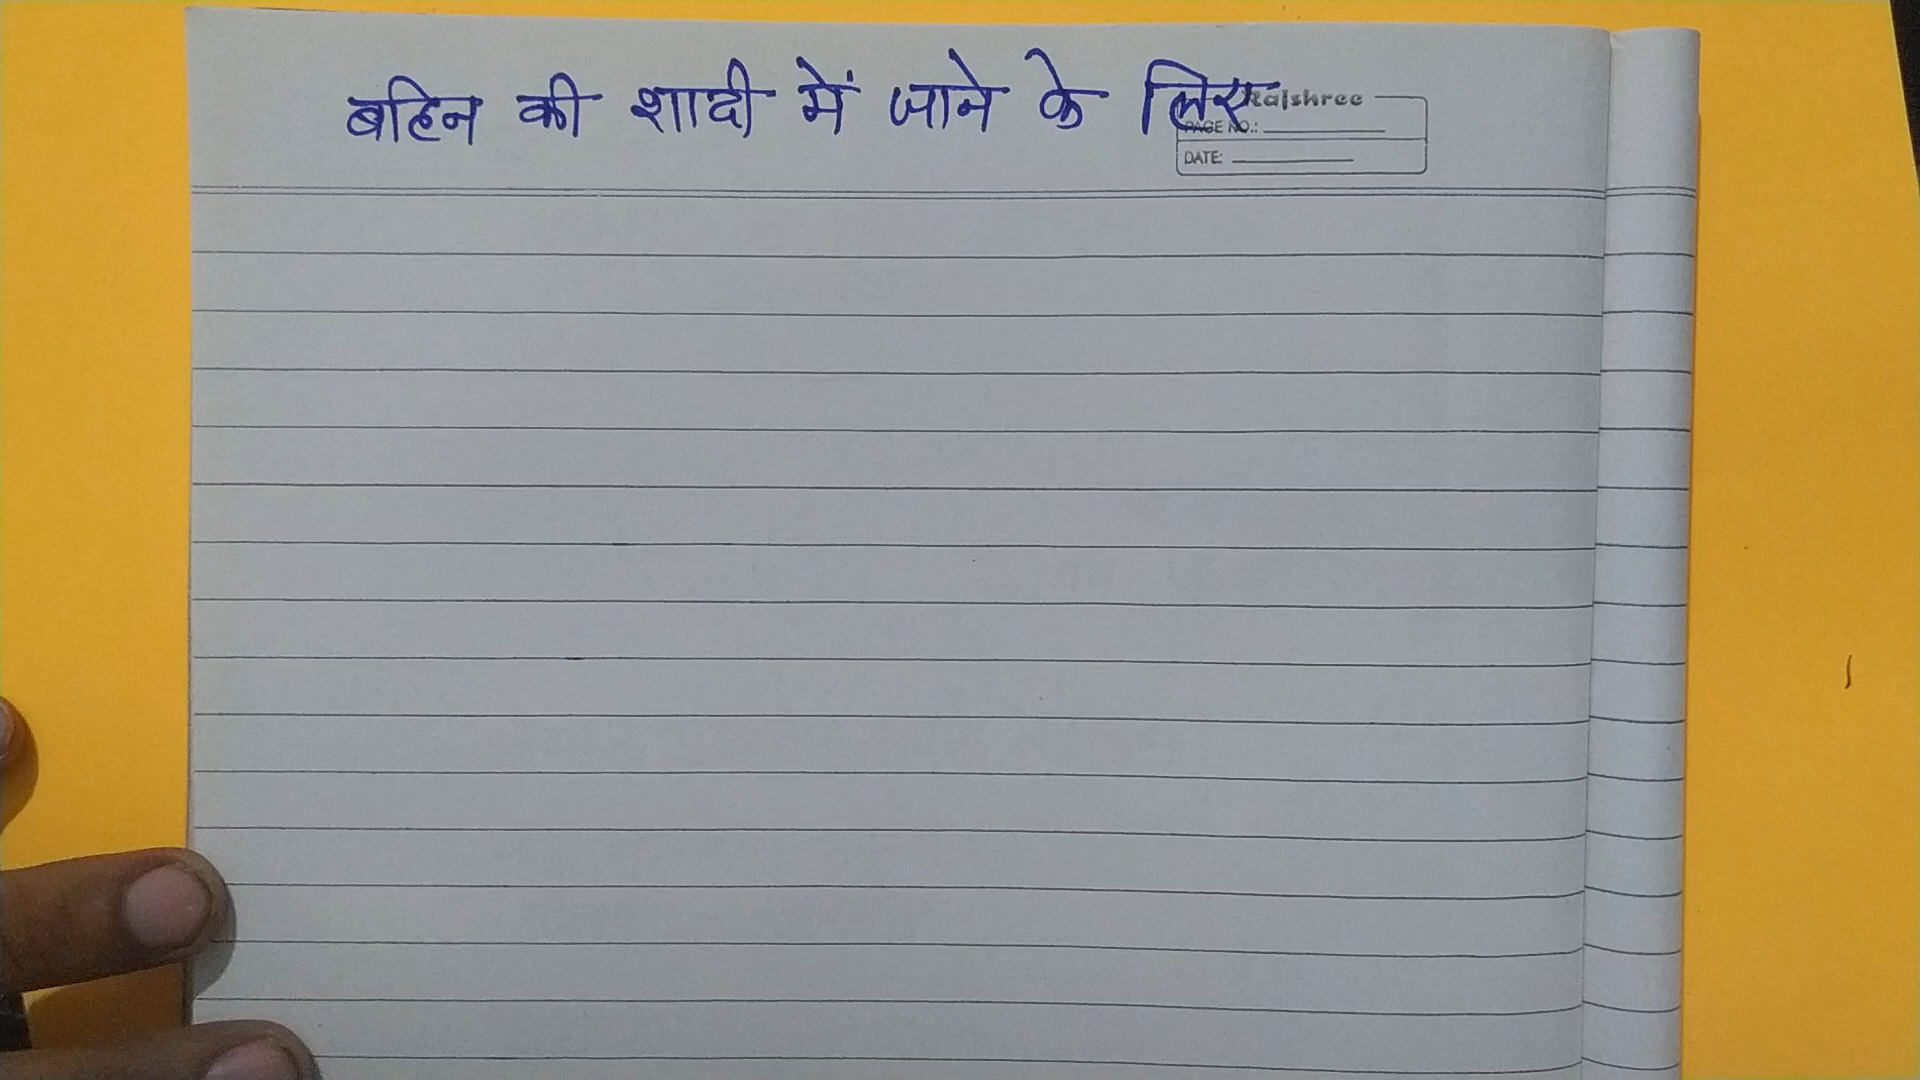 बहिन की शादी में जाने के लिए
Rajshree
PAGE NO.:
DATE: